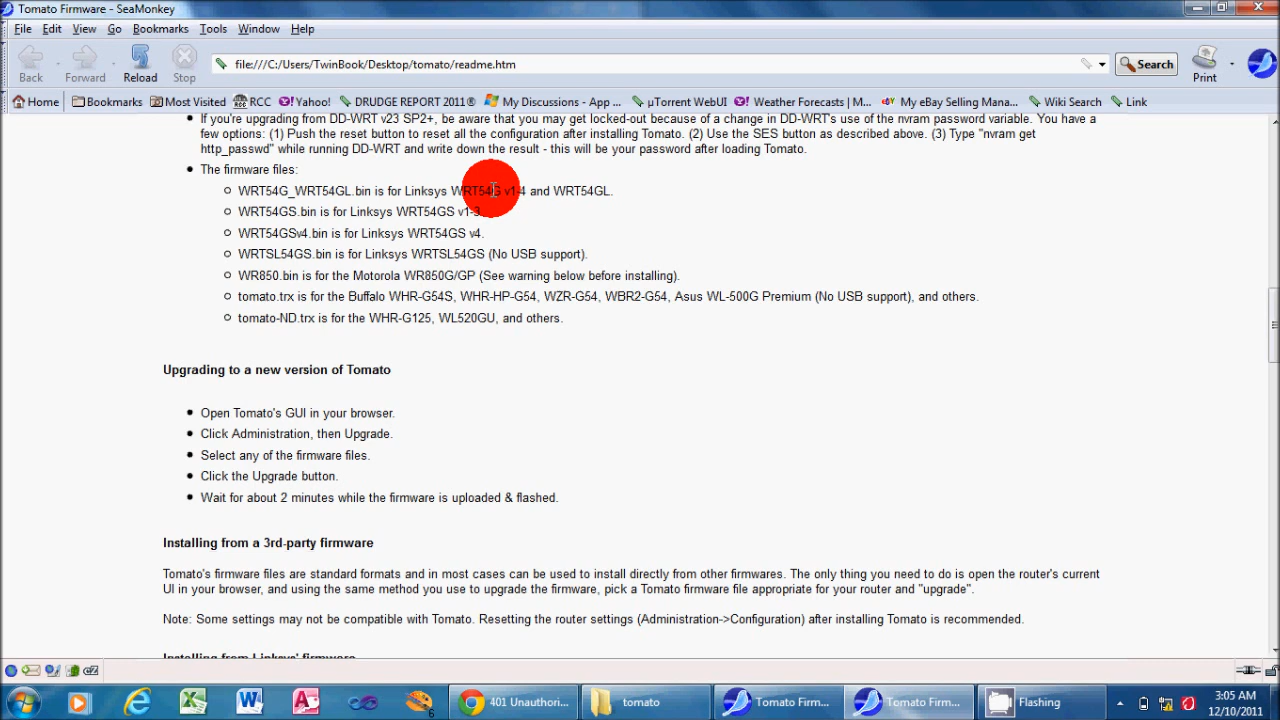 Tomato Firmware - SeaMonkey
File Edit View Go Bookmarks Tools Window Help
Back Forward Reload Stop file:///C:/Users/TwinBook/Desktop/tomato/readme.htm Search Print
Home Bookmarks Most Visited RCC Yahoo! DRUDGE REPORT 2011® My Discussions - App ... µTorrent WebUI Weather Forecasts | M... My eBay Selling Mana... Wiki Search Link
If you're upgrading from DD-WRT v23 SP2+, be aware that you may get locked-out because of a change in DD-WRT's use of the nvram password variable. You have a
few options: (1) Push the reset button to reset all the configuration after installing Tomato. (2) Use the SES button as described above. (3) Type "nvram get
http_passwd" while running DD-WRT and write down the result - this will be your password after loading Tomato.
The firmware files:
WRT54G_WRT54GL.bin is for Linksys WRT54G v1-4 and WRT54GL.
WRT54GS.bin is for Linksys WRT54GS v1-3.
WRT54GSv4.bin is for Linksys WRT54GS v4.
WRTSL54GS.bin is for Linksys WRTSL54GS (No USB support).
WR850.bin is for the Motorola WR850G/GP (See warning below before installing).
tomato.trx is for the Buffalo WHR-G54S, WHR-HP-G54, WZR-G54, WBR2-G54, Asus WL-500G Premium (No USB support), and others.
tomato-ND.trx is for the WHR-G125, WL520GU, and others.
Upgrading to a new version of Tomato
Open Tomato's GUI in your browser.
Click Administration, then Upgrade.
Select any of the firmware files.
Click the Upgrade button.
Wait for about 2 minutes while the firmware is uploaded & flashed.
Installing from a 3rd-party firmware
Tomato's firmware files are standard formats and in most cases can be used to install directly from other firmwares. The only thing you need to do is open the router's current
UI in your browser, and using the same method you use to upgrade the firmware, pick a Tomato firmware file appropriate for your router and "upgrade".
Note: Some settings may not be compatible with Tomato. Resetting the router settings (Administration->Configuration) after installing Tomato is recommended.
Installing from Linksys' firmware
401 Unauthori... tomato Tomato Firm... Tomato Firm... Flashing
3:05 AM
12/10/2011